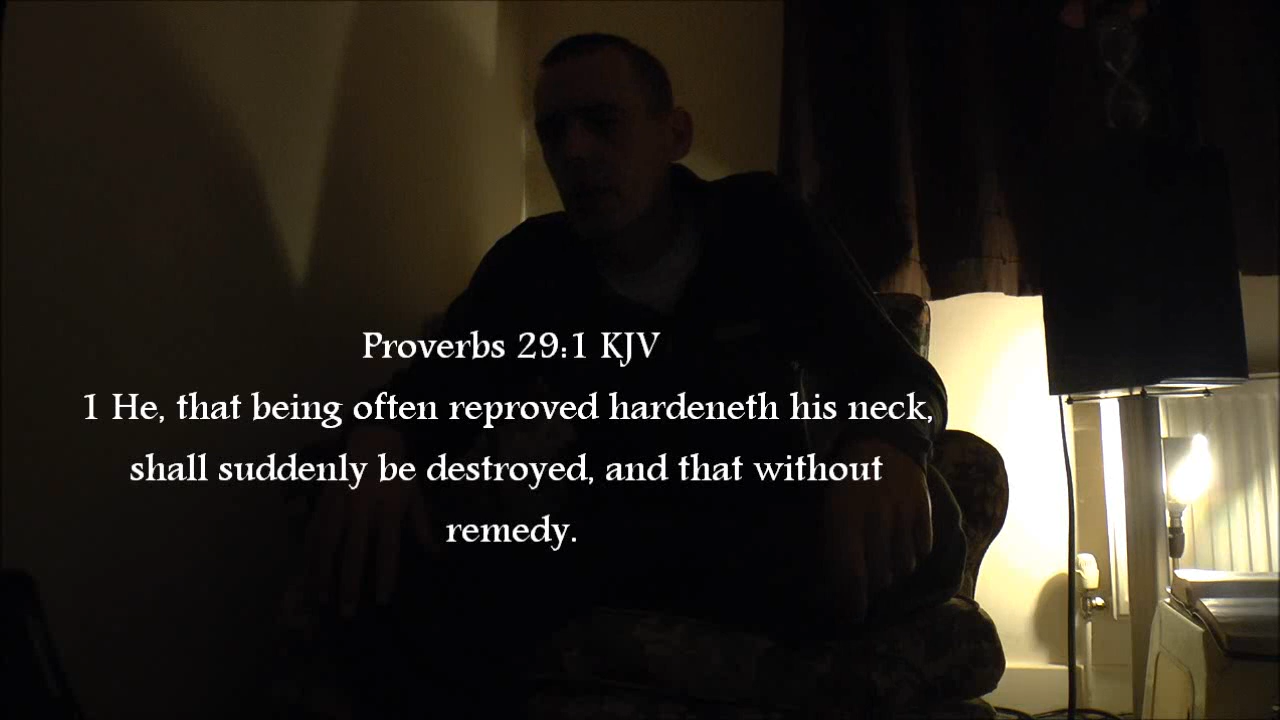 Proverbs 29:1 KJV
1 He, that being often reproved hardeneth his neck,
shall suddenly be destroyed, and that without
remedy.